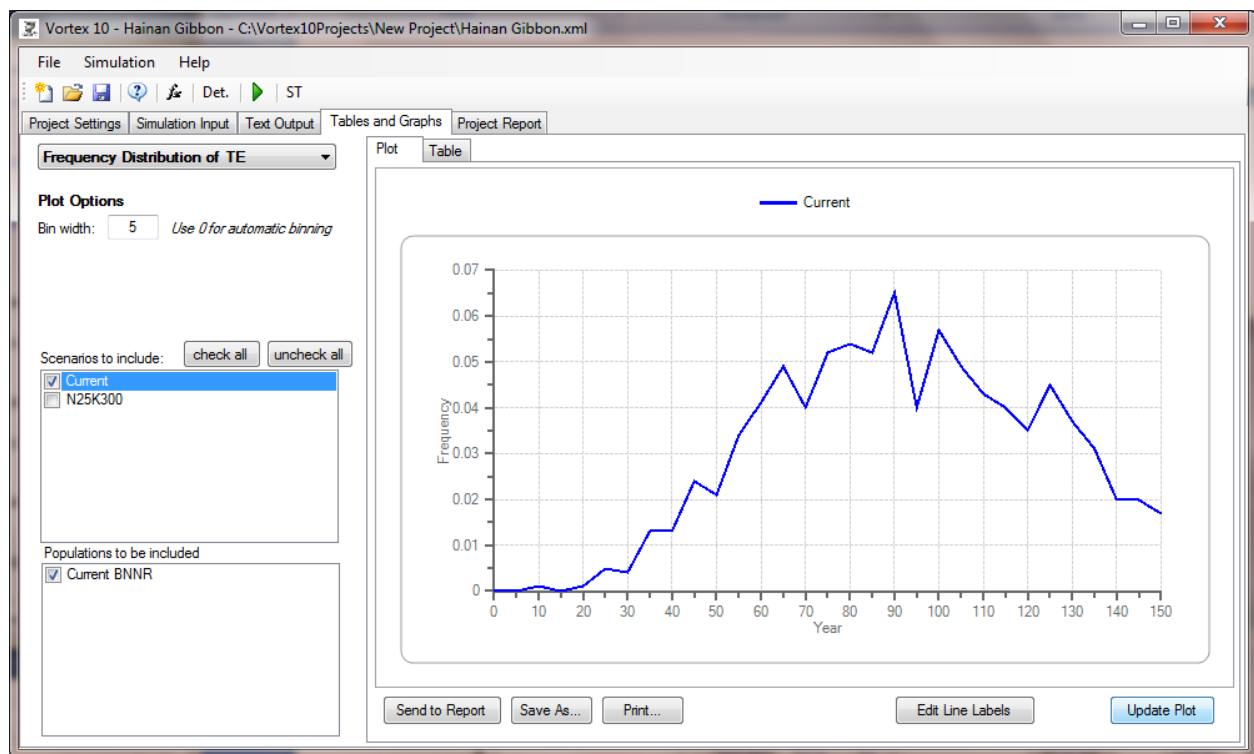 Vortex 10 - Hainan Gibbon - C:\Vortex10Projects\New Project\Hainan Gibbon.xml
File Simulation Help
fx Det. ST
Project Settings Simulation Input Text Output Tables and Graphs Project Report
Frequency Distribution of TE
Plot Options
Bin width: 5 Use 0 for automatic binning
Scenarios to include: check all uncheck all
Current
N25K300
Populations to be included
Current BNNR
Plot Table
Current
0.07
0.06
0.05
0.04
0.03
0.02
0.01
0
Frequency
0 10 20 30 40 50 60 70 80 90 100 110 120 130 140 150
Year
Send to Report Save As... Print... Edit Line Labels Update Plot